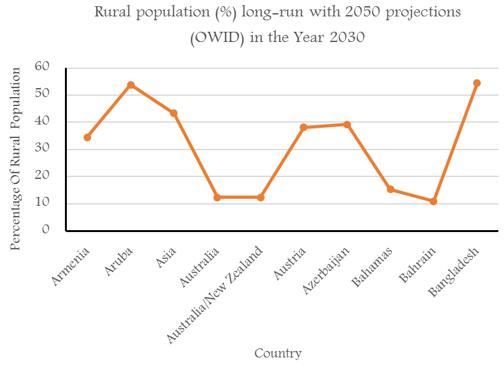 Rural population (%) long-run with 2050 projections
(OWID) in the Year 2030
Percentage Of Rural Population
60
50
40
30
20
10
0
Armenia
Aruba
Asia
Australia
Australia/New Zealand
Austria
Azerbaijan
Bahamas
Bahrain
Bangladesh
Country